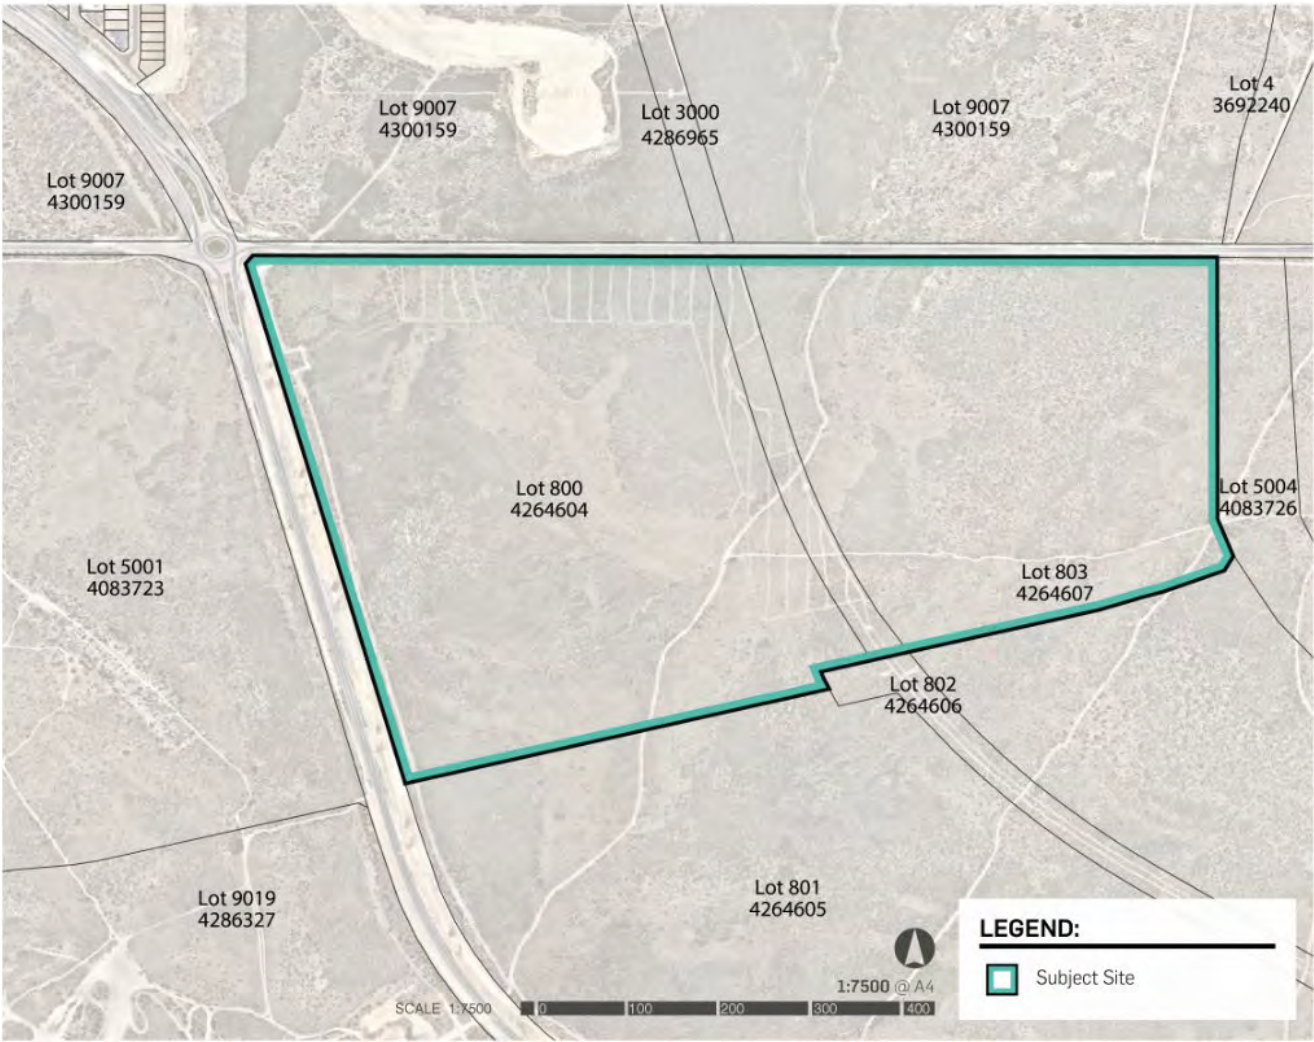 Lot 4
3692240
Lot 9007
4300159
Lot 3000
4286965
Lot 9007
4300159
Lot 9007
4300159
Lot 800
4264604
Lot 5004
4083726
Lot 5001
4083723
Lot 803
4264607
Lot 802
4264606
Lot 801
4264605
Lot 9019
4286327
LEGEND:
Subject Site
1:7500 @ A4
SCALE 1:7500 0 100 200 300 400